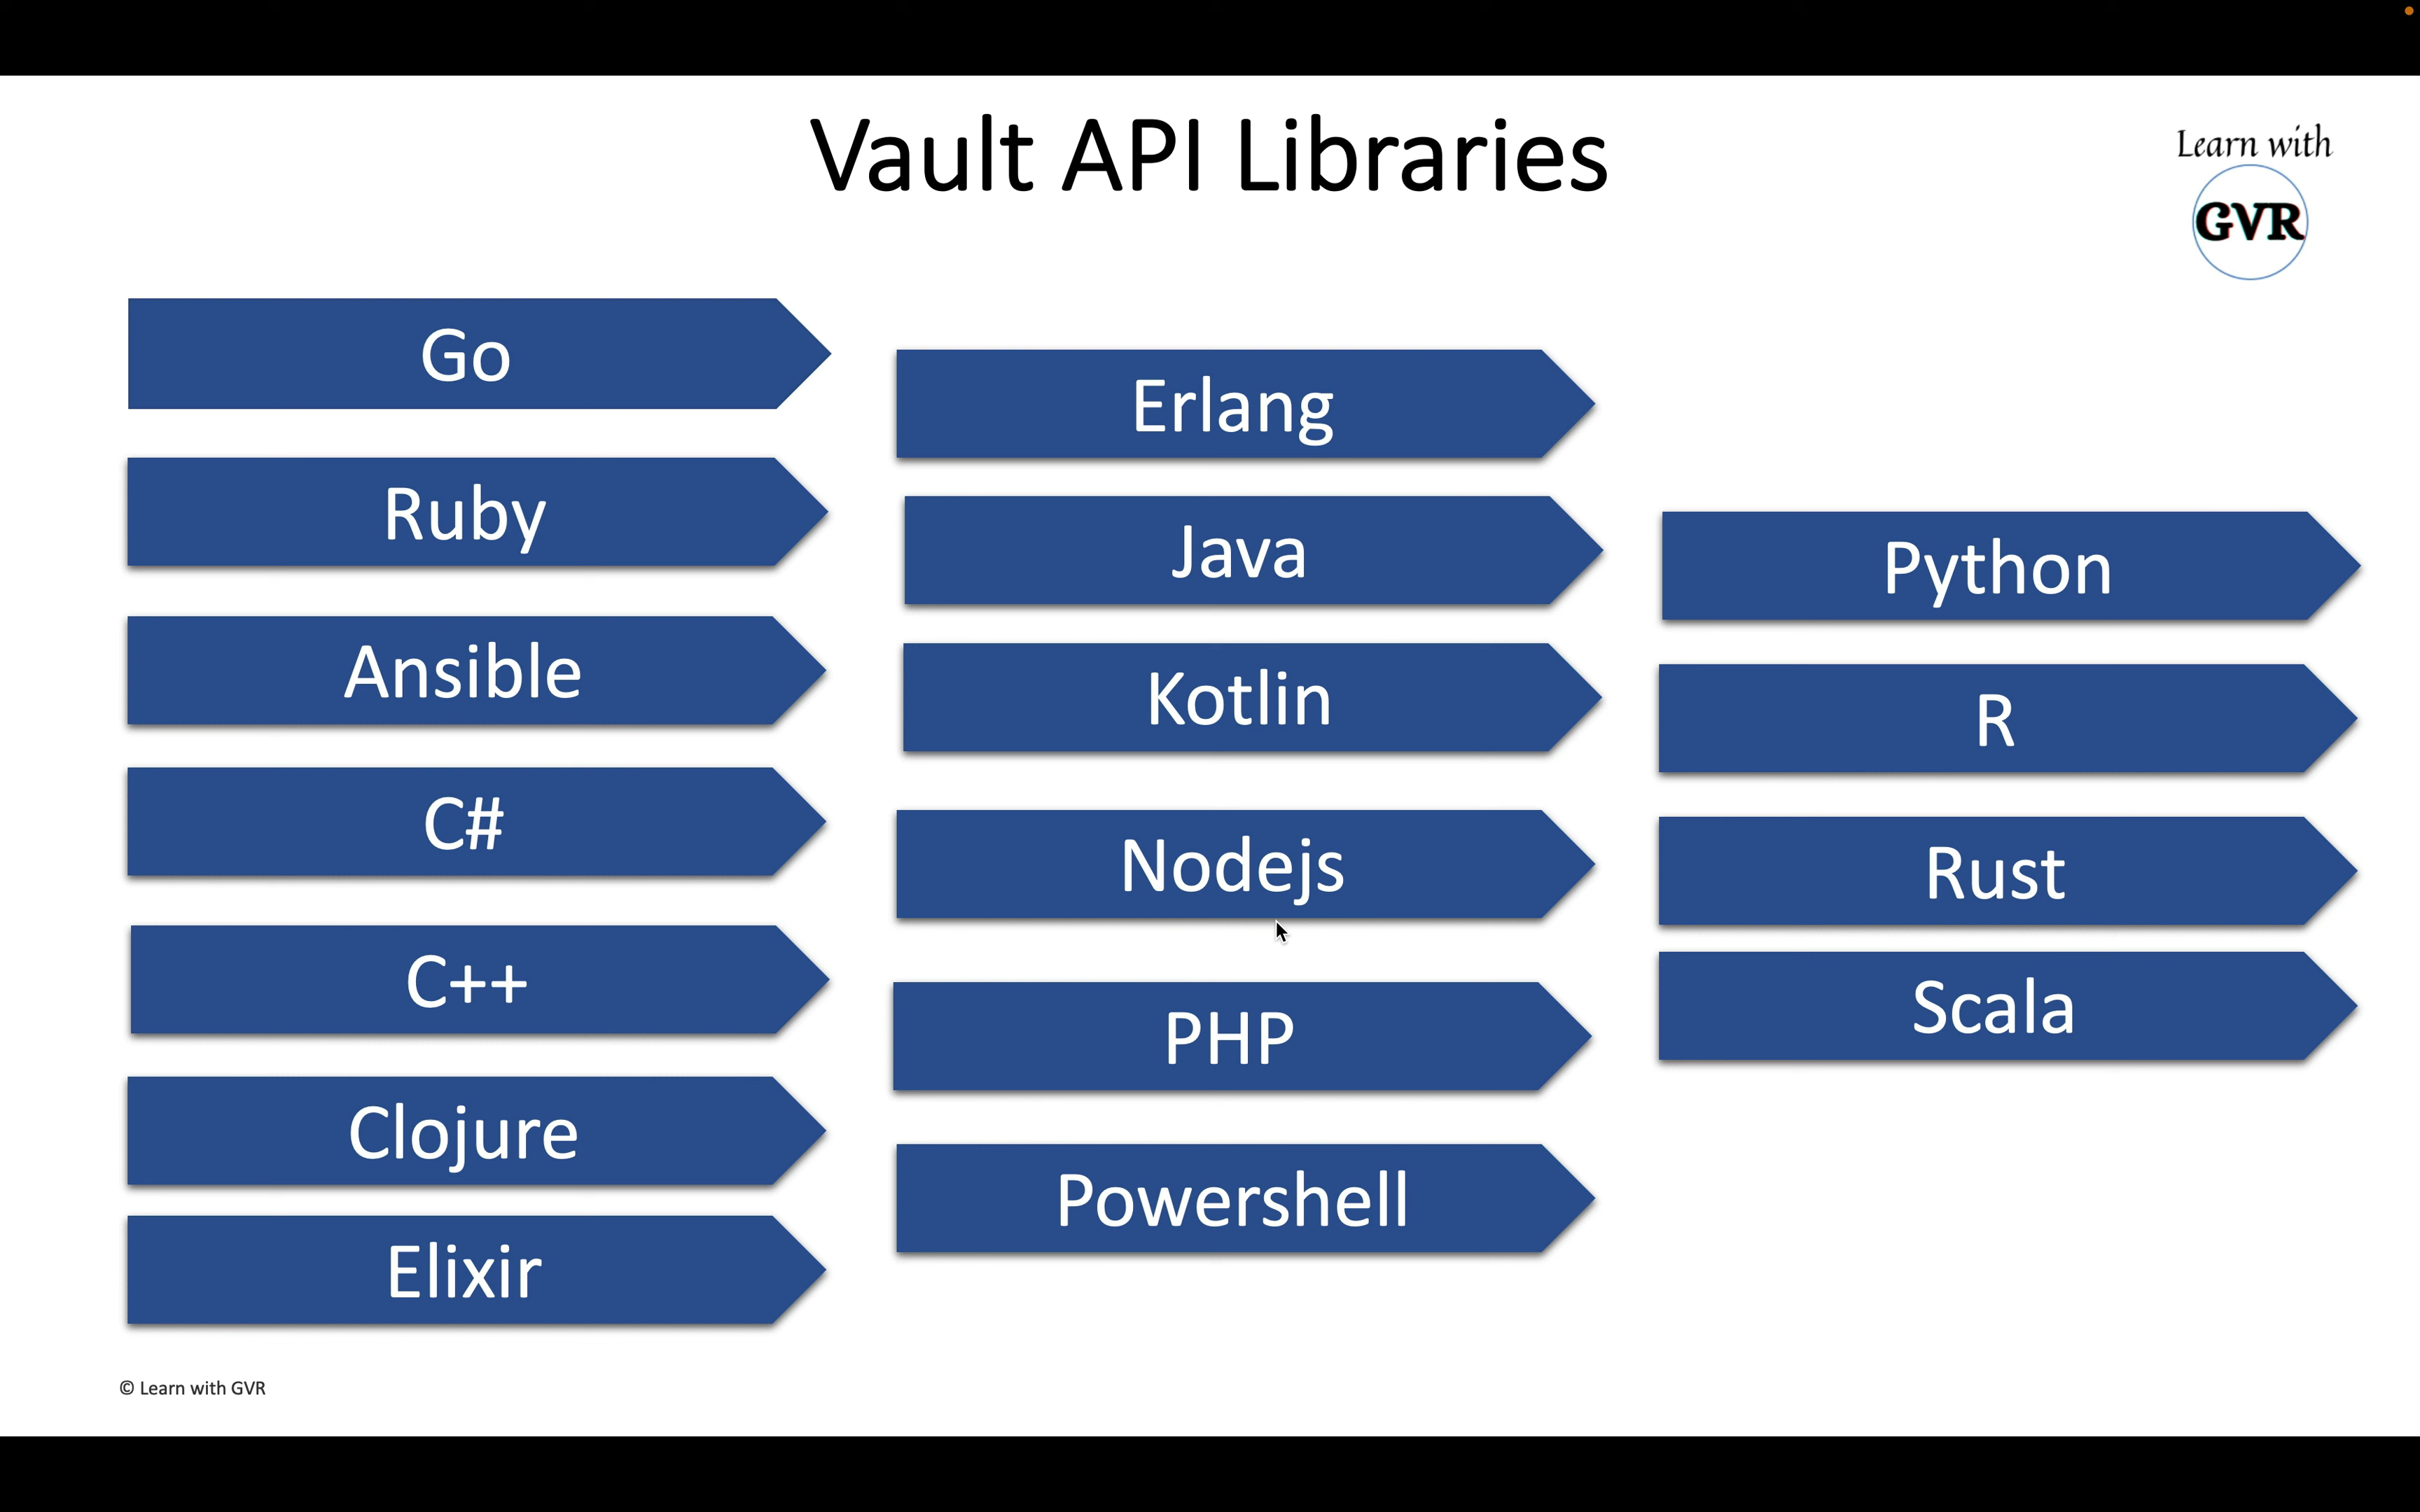 Vault API Libraries
Learn with
GVR
Go
Ruby
Ansible
C#
C++
Clojure
Elixir
Erlang
Java
Kotlin
Nodejs
PHP
Powershell
Python
R
Rust
Scala
© Learn with GVR